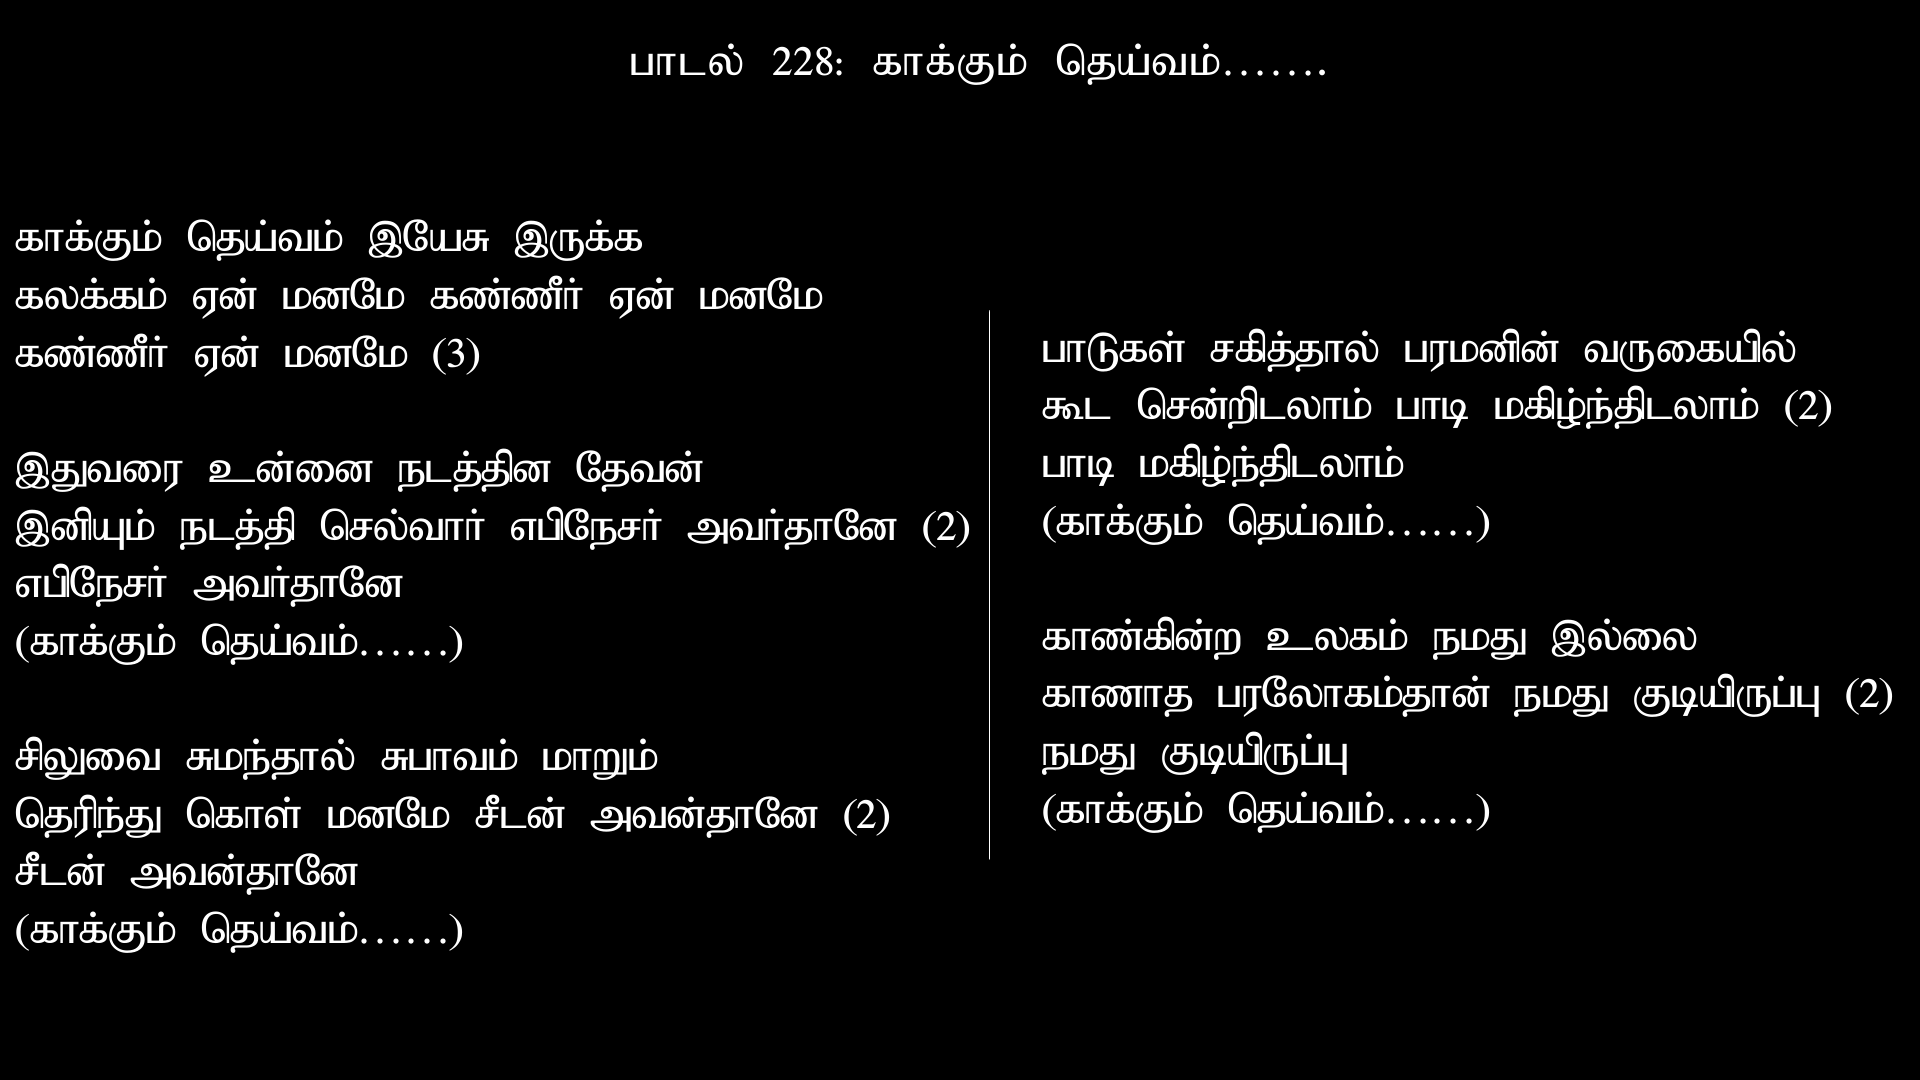 பாடல் 228: காக்கும் தெய்வம்.......
காக்கும் தெய்வம் இயேசு இருக்க
கலக்கம் ஏன் மனமே கண்ணீர் ஏன் மனமே
கண்ணீர் ஏன் மனமே (3)
இதுவரை உன்னை நடத்தின தேவன்
இனியும் நடத்தி செல்வார் எபிநேசர் அவர்தானே (2)
எபிநேசர் அவர்தானே
(காக்கும் தெய்வம்......)
சிலுவை சுமந்தால் சுபாவம் மாறும்
தெரிந்து கொள் மனமே சீடன் அவன்தானே (2)
சீடன் அவன்தானே
(காக்கும் தெய்வம்......)
பாடுகள் சகித்தால் பரமனின் வருகையில்
கூட சென்றிடலாம் பாடி மகிழ்ந்திடலாம் (2)
பாடி மகிழ்ந்திடலாம்
(காக்கும் தெய்வம்......)
காண்கின்ற உலகம் நமது இல்லை
காணாத பரலோகம்தான் நமது குடியிருப்பு (2)
நமது குடியிருப்பு
(காக்கும் தெய்வம்......)